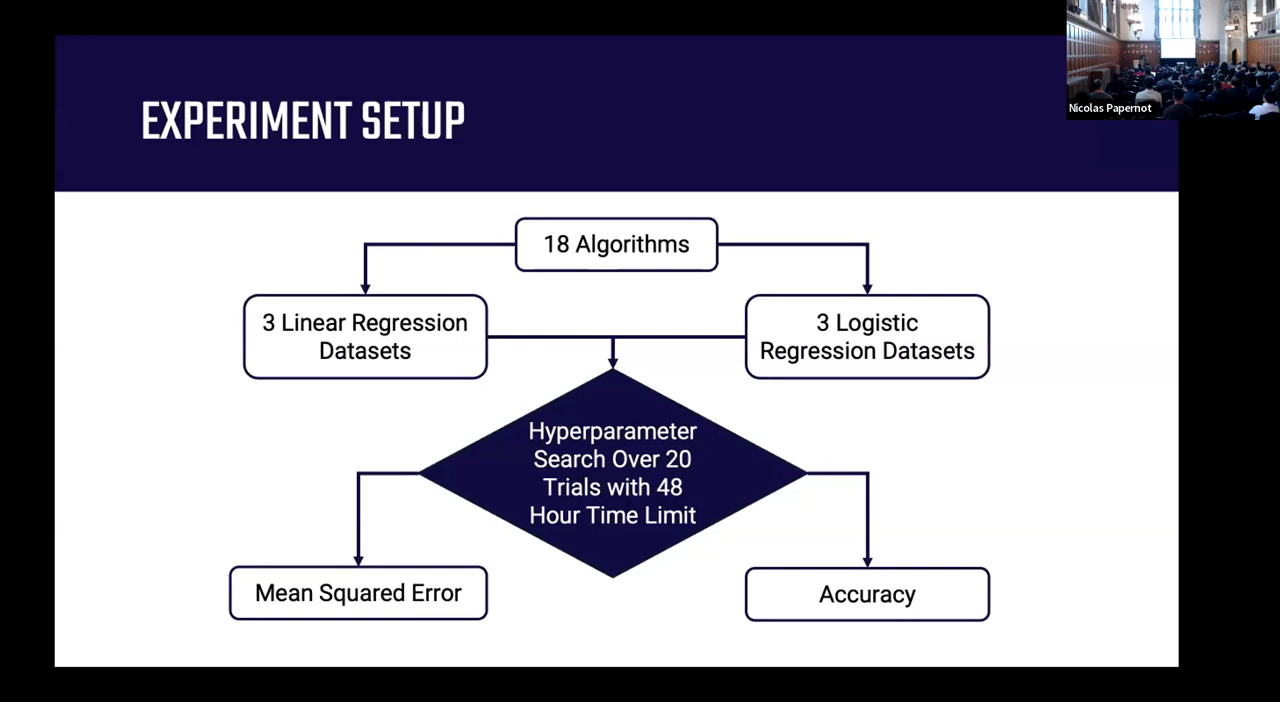 Nicolas Papernot
EXPERIMENT SETUP
18 Algorithms
3 Linear Regression
Datasets
3 Logistic
Regression Datasets
Hyperparameter
Search Over 20
Trials with 48
Hour Time Limit
Mean Squared Error
Accuracy